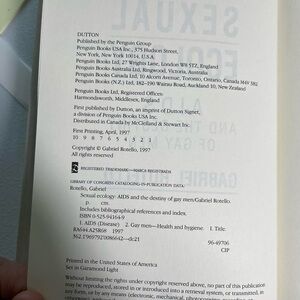 DUTTON
Published by the Penguin Group
Penguin Books USA Inc., 375 Hudson Street,
New York, New York 10014, U.S.A.
Penguin Books Ltd, 27 Wrights Lane, London W8 5TZ, England
Penguin Books Australia Ltd, Ringwood, Victoria, Australia
Penguin Books Canada Ltd, 10 Alcorn Avenue, Toronto, Ontario, Canada M4V 3B2
Penguin Books (N.Z.) Ltd, 182–190 Wairau Road, Auckland 10, New Zealand
Penguin Books Ltd, Registered Offices:
Harmondsworth, Middlesex, England
First published by Dutton, an imprint of Dutton Signet,
a division of Penguin Books USA Inc.
Distributed in Canada by McClelland & Stewart Inc.
First Printing, April, 1997
10 9 8 7 6 5 4 3 2 1
Copyright © Gabriel Rotello, 1997
All rights reserved
REGISTERED TRADEMARK—MARCA REGISTRADA
LIBRARY OF CONGRESS CATALOGING-IN-PUBLICATION DATA:
Rotello, Gabriel
Sexual ecology: AIDS and the destiny of gay men/Gabriel Rotello.
p. cm.
Includes bibliographical references and index.
ISBN 0-525-94164-9
1. AIDS (Disease) 2. Gay men—Health and hygiene. I. Title.
RA644.A25R68 1997
362.1'9697920086642—dc21
96-49706
CIP
Printed in the United States of America
Set in Garamond Light
Without limiting the rights under copyright reserved above, no part of this publication
may be reproduced, stored in or introduced into a retrieval system, or transmitted, in
any form, or by any means (electronic, mechanical, photocopying,